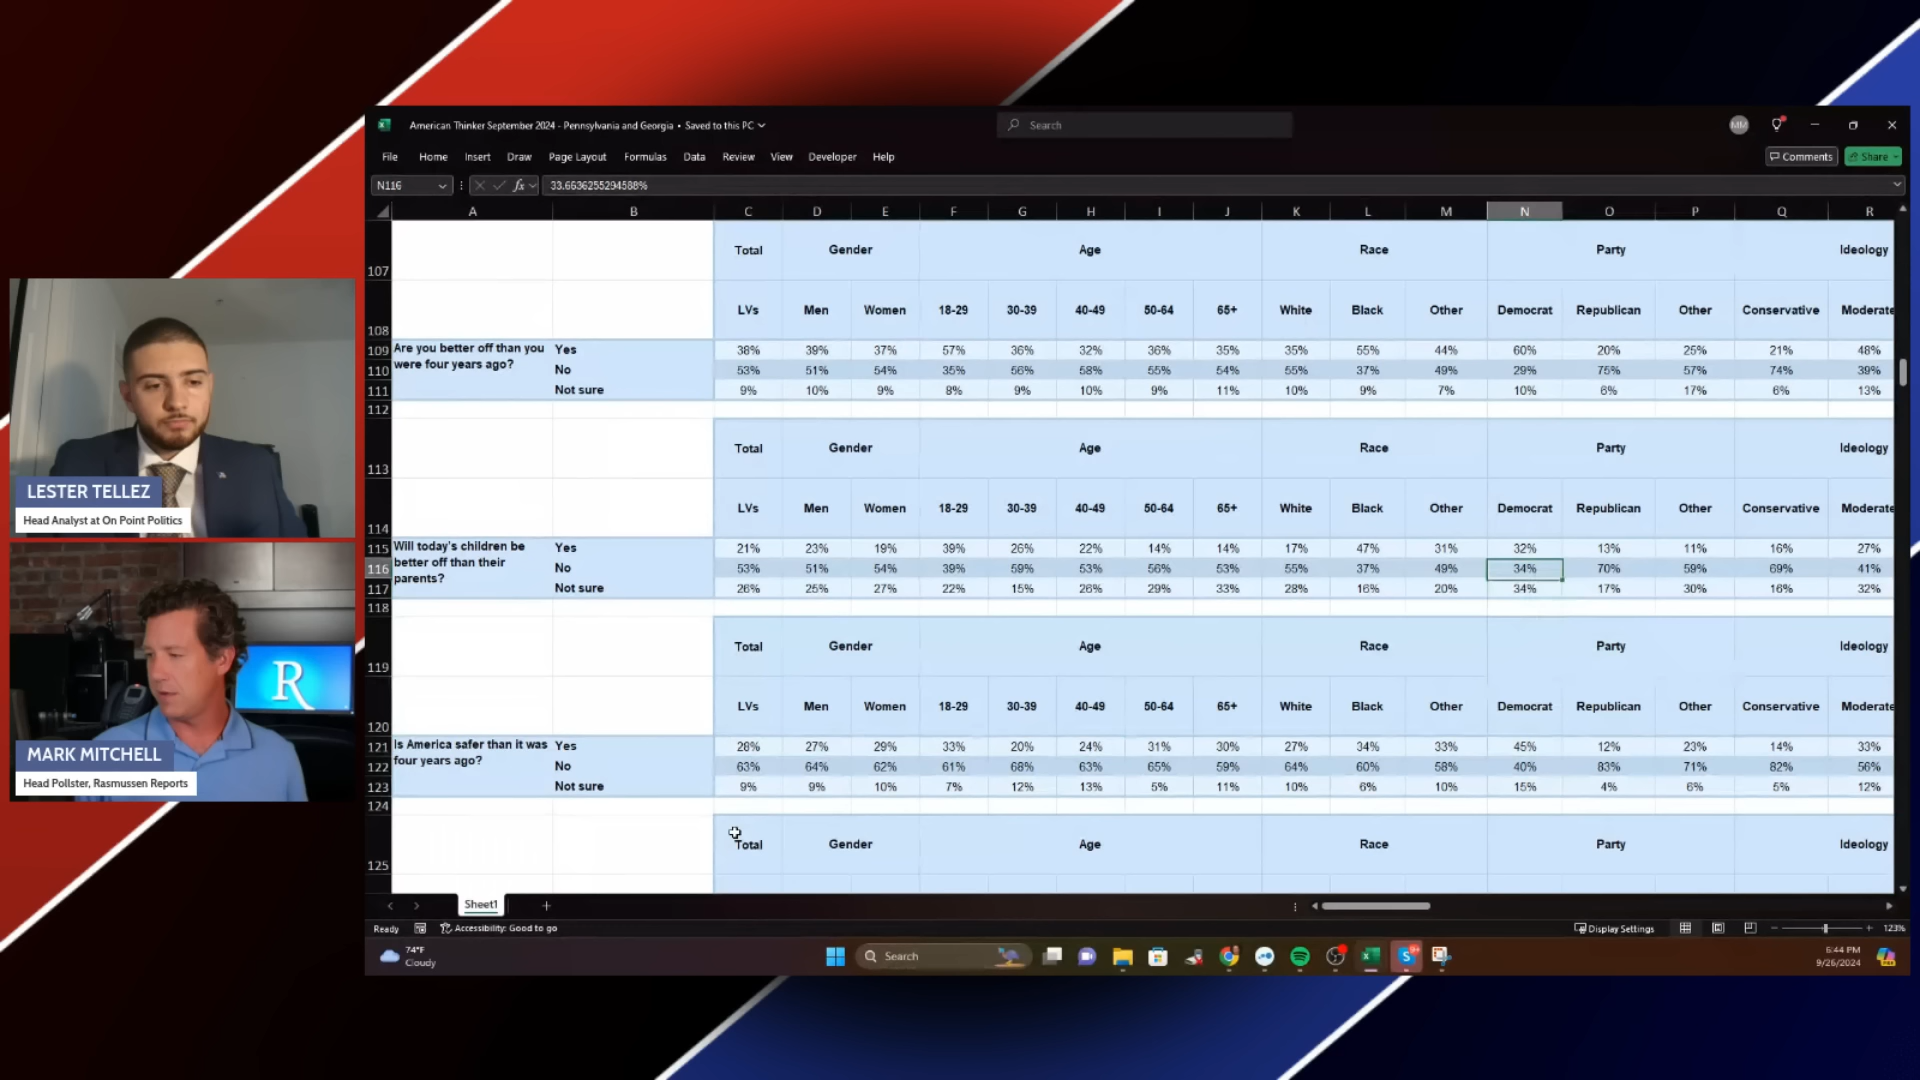 American Thinker September 2024 - Pennsylvania and Georgia • Saved to this PC
Search
MM
File Home Insert Draw Page Layout Formulas Data Review View Developer Help
Comments Share
N116 fx 33.6636255294588%
A B C D E F G H I J K L M N O P Q R
107 Total Gender Age Race Party Ideology
108 LVs Men Women 18-29 30-39 40-49 50-64 65+ White Black Other Democrat Republican Other Conservative Moderate
109 Are you better off than you Yes 38% 39% 37% 57% 36% 32% 36% 35% 35% 55% 44% 60% 20% 25% 21% 48%
110 were four years ago? No 53% 51% 54% 35% 56% 58% 55% 54% 55% 37% 49% 29% 75% 57% 74% 39%
111 Not sure 9% 10% 9% 8% 9% 10% 9% 11% 10% 9% 7% 10% 6% 17% 6% 13%
112
113 Total Gender Age Race Party Ideology
114 LVs Men Women 18-29 30-39 40-49 50-64 65+ White Black Other Democrat Republican Other Conservative Moderate
115 Will today's children be Yes 21% 23% 19% 39% 26% 22% 14% 14% 17% 47% 31% 32% 13% 11% 16% 27%
116 better off than their No 53% 51% 54% 39% 59% 53% 56% 53% 55% 37% 49% 34% 70% 59% 69% 41%
117 parents? Not sure 26% 25% 27% 22% 15% 26% 29% 33% 28% 16% 20% 34% 17% 30% 16% 32%
118
119 Total Gender Age Race Party Ideology
120 LVs Men Women 18-29 30-39 40-49 50-64 65+ White Black Other Democrat Republican Other Conservative Moderate
121 Is America safer than it was Yes 28% 27% 29% 33% 20% 24% 31% 30% 27% 34% 33% 45% 12% 23% 14% 33%
122 four years ago? No 63% 64% 62% 61% 68% 63% 65% 59% 64% 60% 58% 40% 83% 71% 82% 56%
123 Not sure 9% 9% 10% 7% 12% 13% 5% 11% 10% 6% 10% 15% 4% 6% 5% 12%
124
125 Total Gender Age Race Party Ideology
Sheet1
Ready Accessibility: Good to go Display Settings 123%
74°F
Cloudy
Search
6:44 PM
9/26/2024
LESTER TELLEZ
Head Analyst at On Point Politics
R
MARK MITCHELL
Head Pollster, Rasmussen Reports